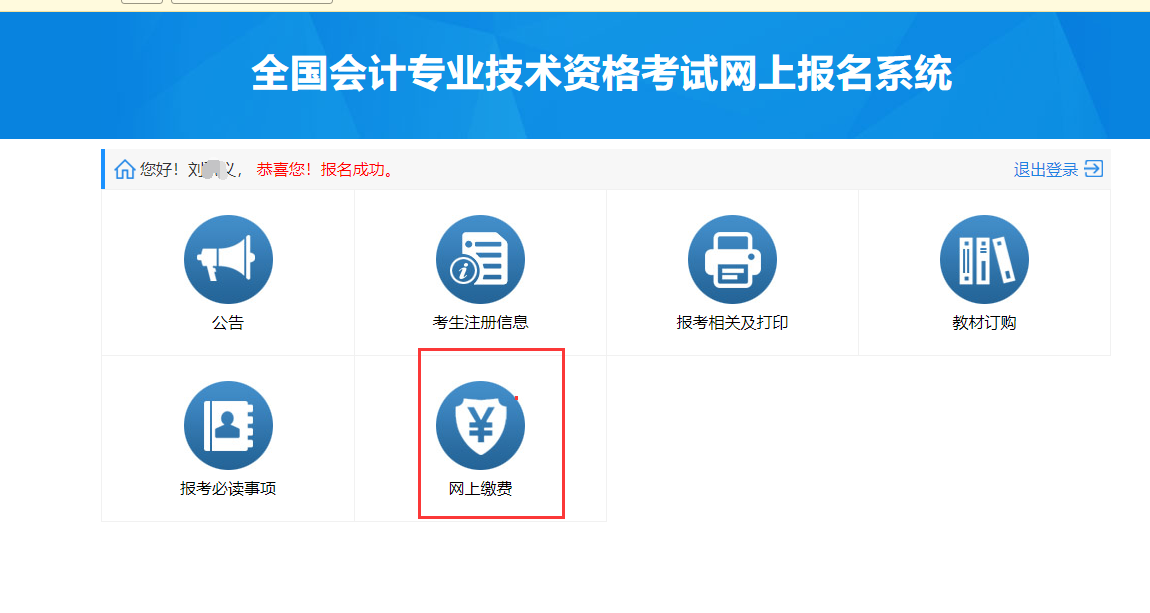 全国会计专业技术资格考试网上报名系统
您好！刘义， 恭喜您！报名成功。 退出登录
公告 考生注册信息 报考相关及打印 教材订购
报考必读事项 网上缴费